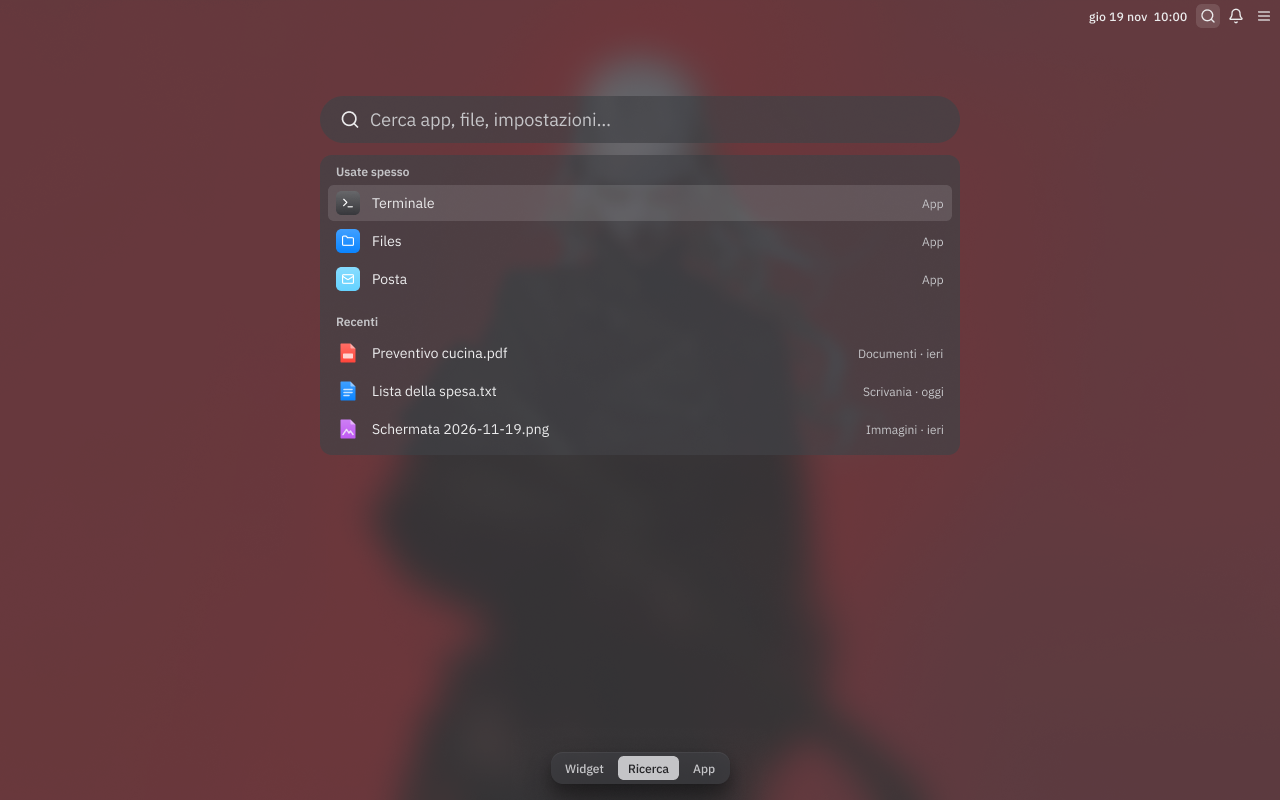 gio 19 nov 10:00
Cerca app, file, impostazioni...
Usate spesso
Terminale App
Files App
Posta App
Recenti
Preventivo cucina.pdf Documenti · ieri
Lista della spesa.txt Scrivania · oggi
Schermata 2026-11-19.png Immagini · ieri
Widget Ricerca App